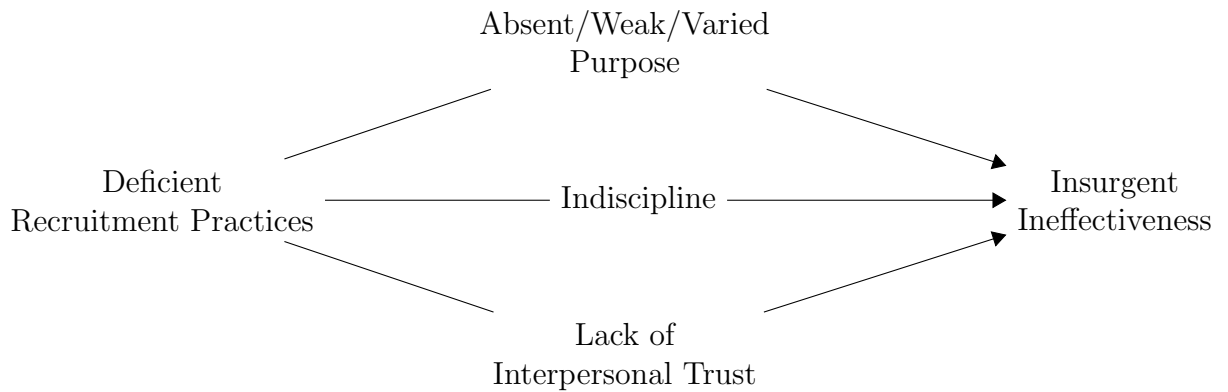 Absent/Weak/Varied
Purpose
Deficient
Recruitment Practices
Indiscipline
Insurgent
Ineffectiveness
Lack of
Interpersonal Trust